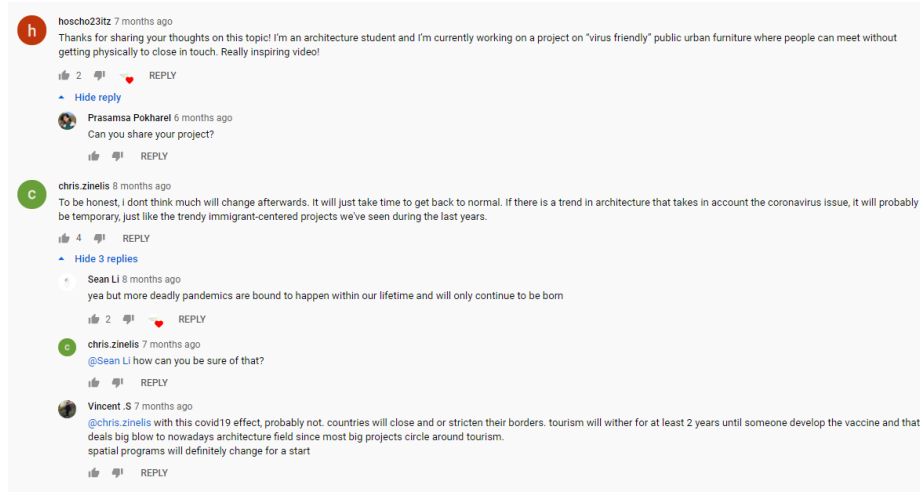 h
hoscho23itz 7 months ago
Thanks for sharing your thoughts on this topic! I'm an architecture student and I'm currently working on a project on “virus friendly” public urban furniture where people can meet without
getting physically to close in touch. Really inspiring video!
2 REPLY
Hide reply
Prasamsa Pokharel 6 months ago
Can you share your project?
REPLY
c
chris.zinelis 8 months ago
To be honest, i dont think much will change afterwards. It will just take time to get back to normal. If there is a trend in architecture that takes in account the coronavirus issue, it will probably
be temporary, just like the trendy immigrant-centered projects we've seen during the last years.
4 REPLY
Hide 3 replies
Sean Li 8 months ago
yea but more deadly pandemics are bound to happen within our lifetime and will only continue to be born
2 REPLY
c
chris.zinelis 7 months ago
@Sean Li how can you be sure of that?
REPLY
Vincent .S 7 months ago
@chris.zinelis with this covid19 effect, probably not. countries will close and or stricten their borders. tourism will wither for at least 2 years until someone develop the vaccine and that
deals big blow to nowadays architecture field since most big projects circle around tourism.
spatial programs will definitely change for a start
REPLY